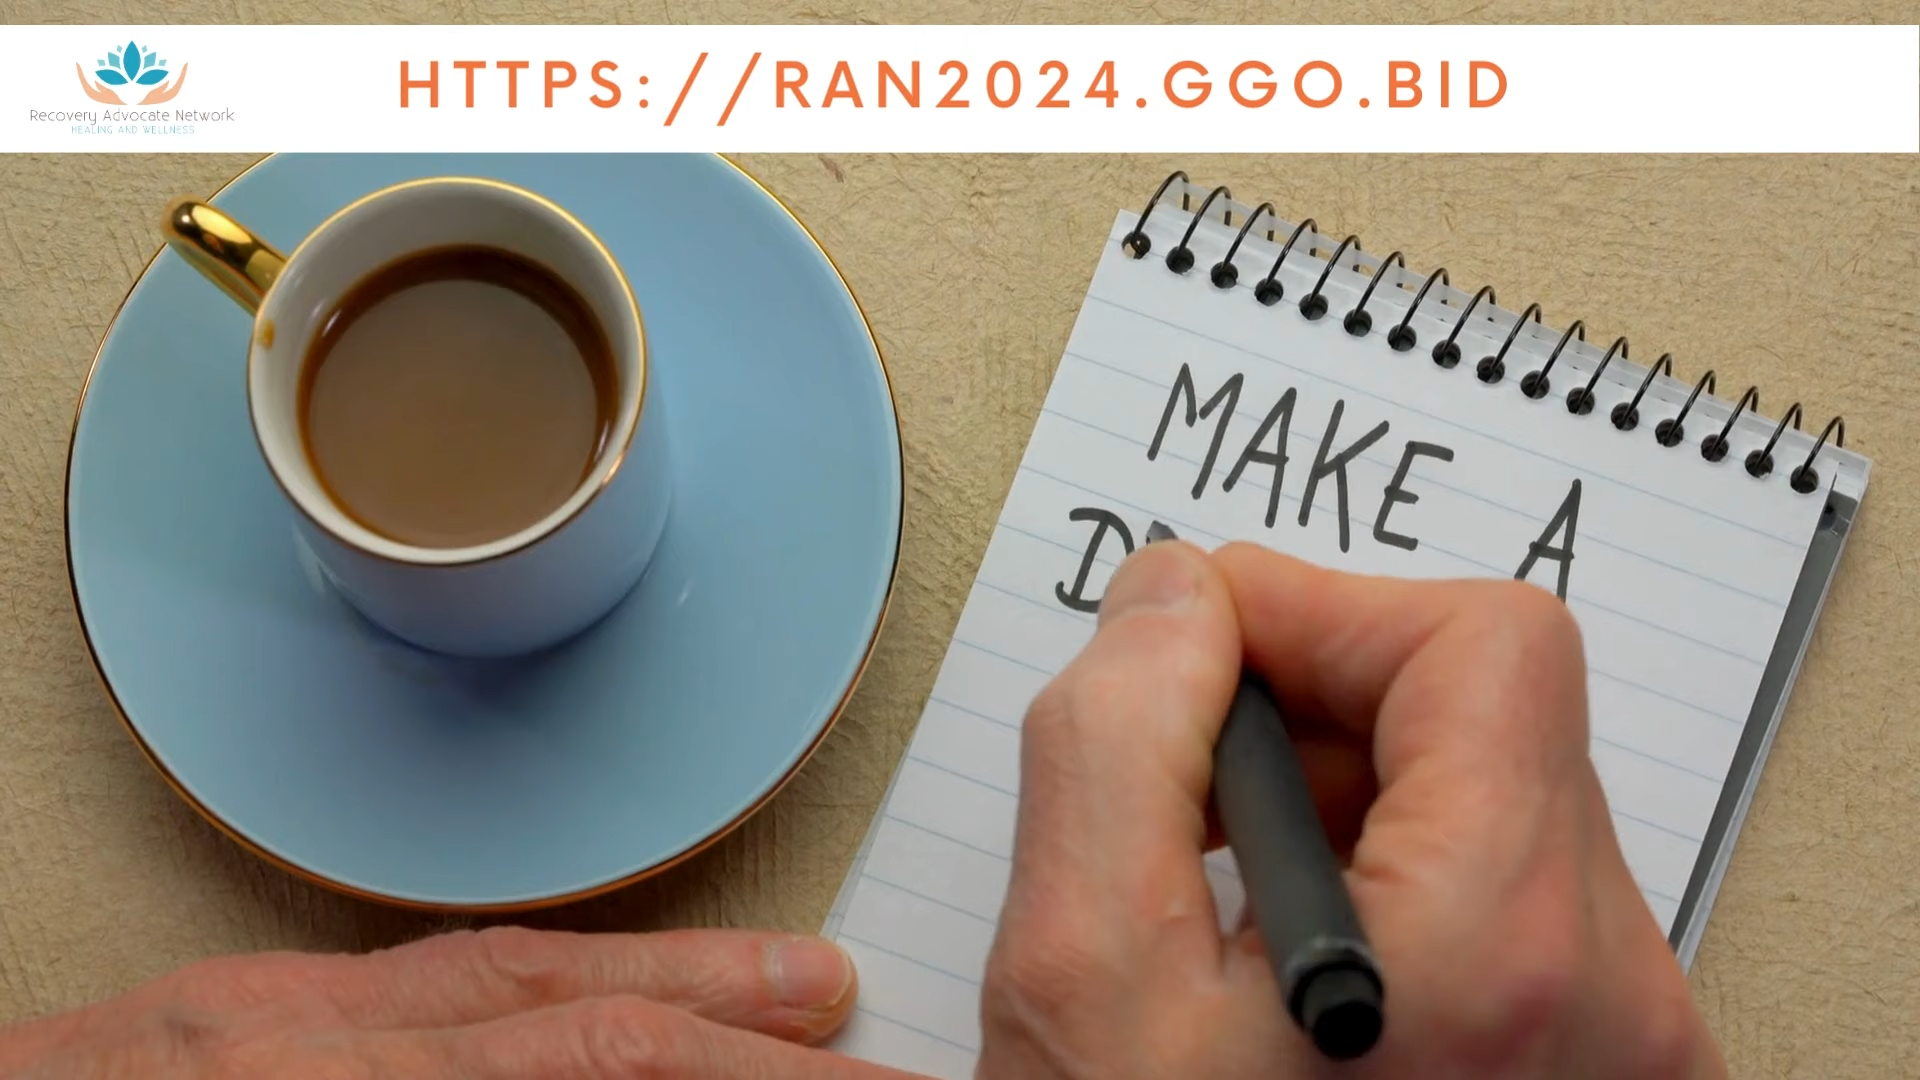 HTTPS://RAN2024.GGO.BID
Recovery Advocate Network
HEALING AND WELLNESS
MAKE A
D